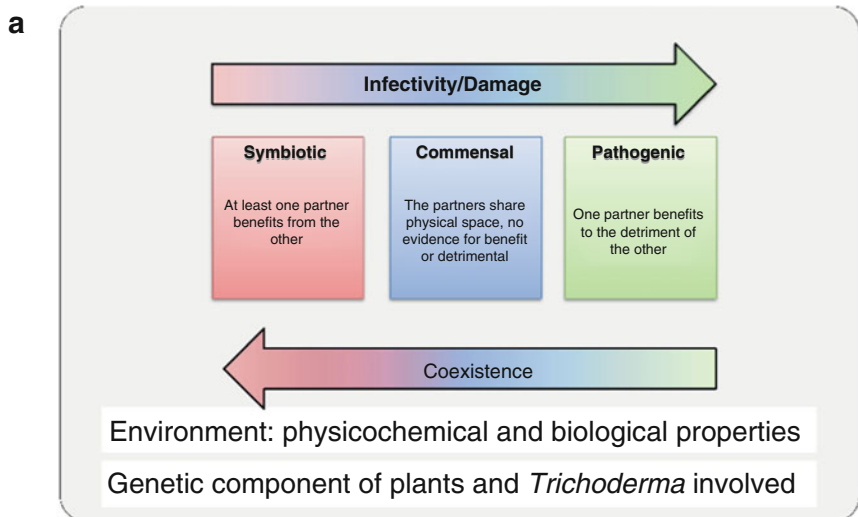 a
Infectivity/Damage
Symbiotic
At least one partner
benefits from the
other
Commensal
The partners share
physical space, no
evidence for benefit
or detrimental
Pathogenic
One partner benefits
to the detriment of
the other
Coexistence
Environment: physicochemical and biological properties
Genetic component of plants and Trichoderma involved